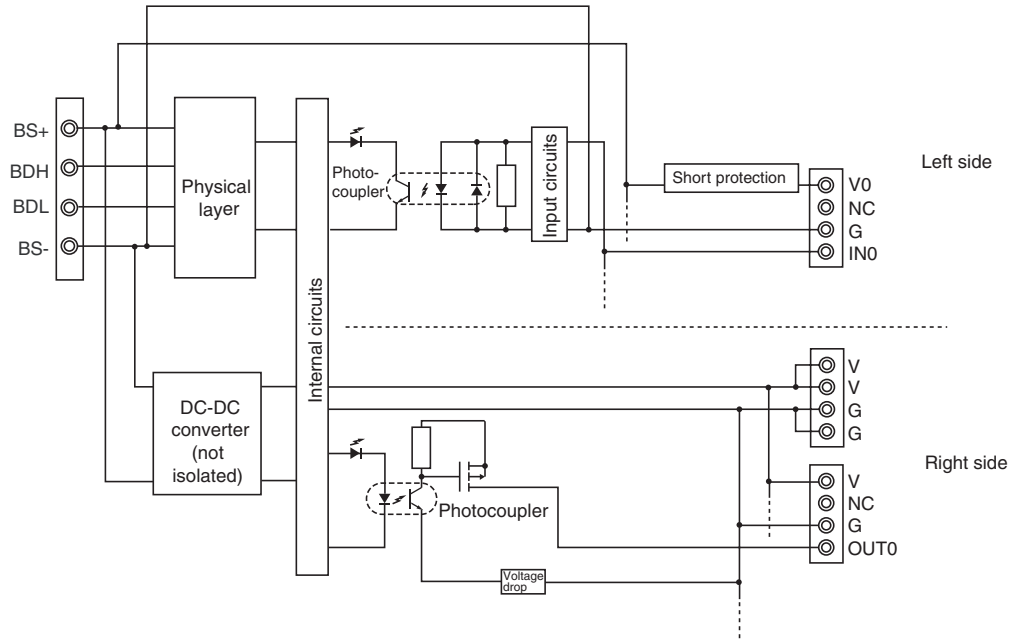 BS+
BDH
BDL
BS-
Physical
layer
Internal circuits
Photo-
coupler
Input circuits
Short protection
V0
NC
G
IN0
Left side
DC-DC
converter
(not
isolated)
Photocoupler
Voltage
drop
V
V
G
G
Right side
V
NC
G
OUT0